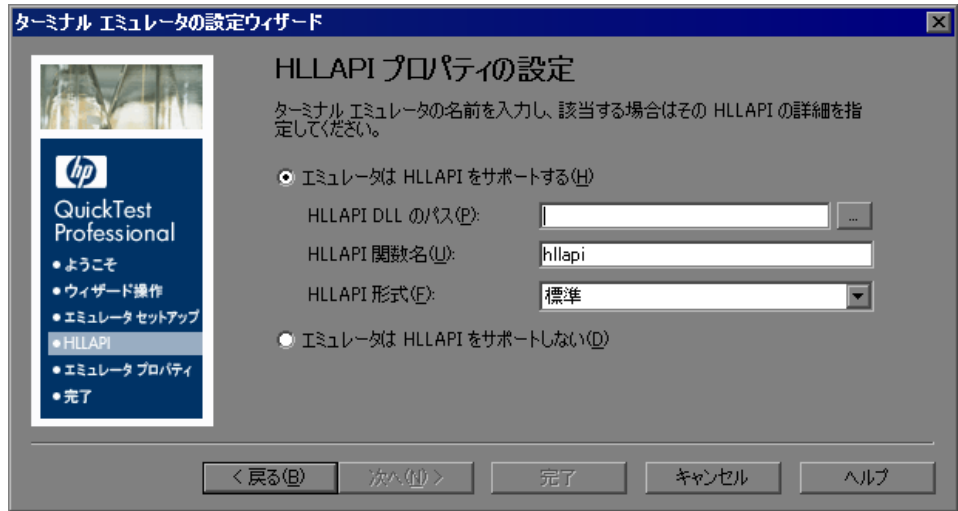 ターミナル エミュレータの設定ウィザード
HLLAPI プロパティの設定
ターミナル エミュレータの名前を入力し、該当する場合はその HLLAPI の詳細を指
定してください。
hp
QuickTest
Professional
●ようこそ
●ウィザード操作
●エミュレータ セットアップ
●HLLAPI
●エミュレータ プロパティ
●完了
エミュレータは HLLAPI をサポートする(H)
HLLAPI DLL のパス(P):
...
HLLAPI 関数名(U):
hllapi
HLLAPI 形式(F):
標準
エミュレータは HLLAPI をサポートしない(D)
< 戻る(B)
次へ(N) >
完了
キャンセル
ヘルプ